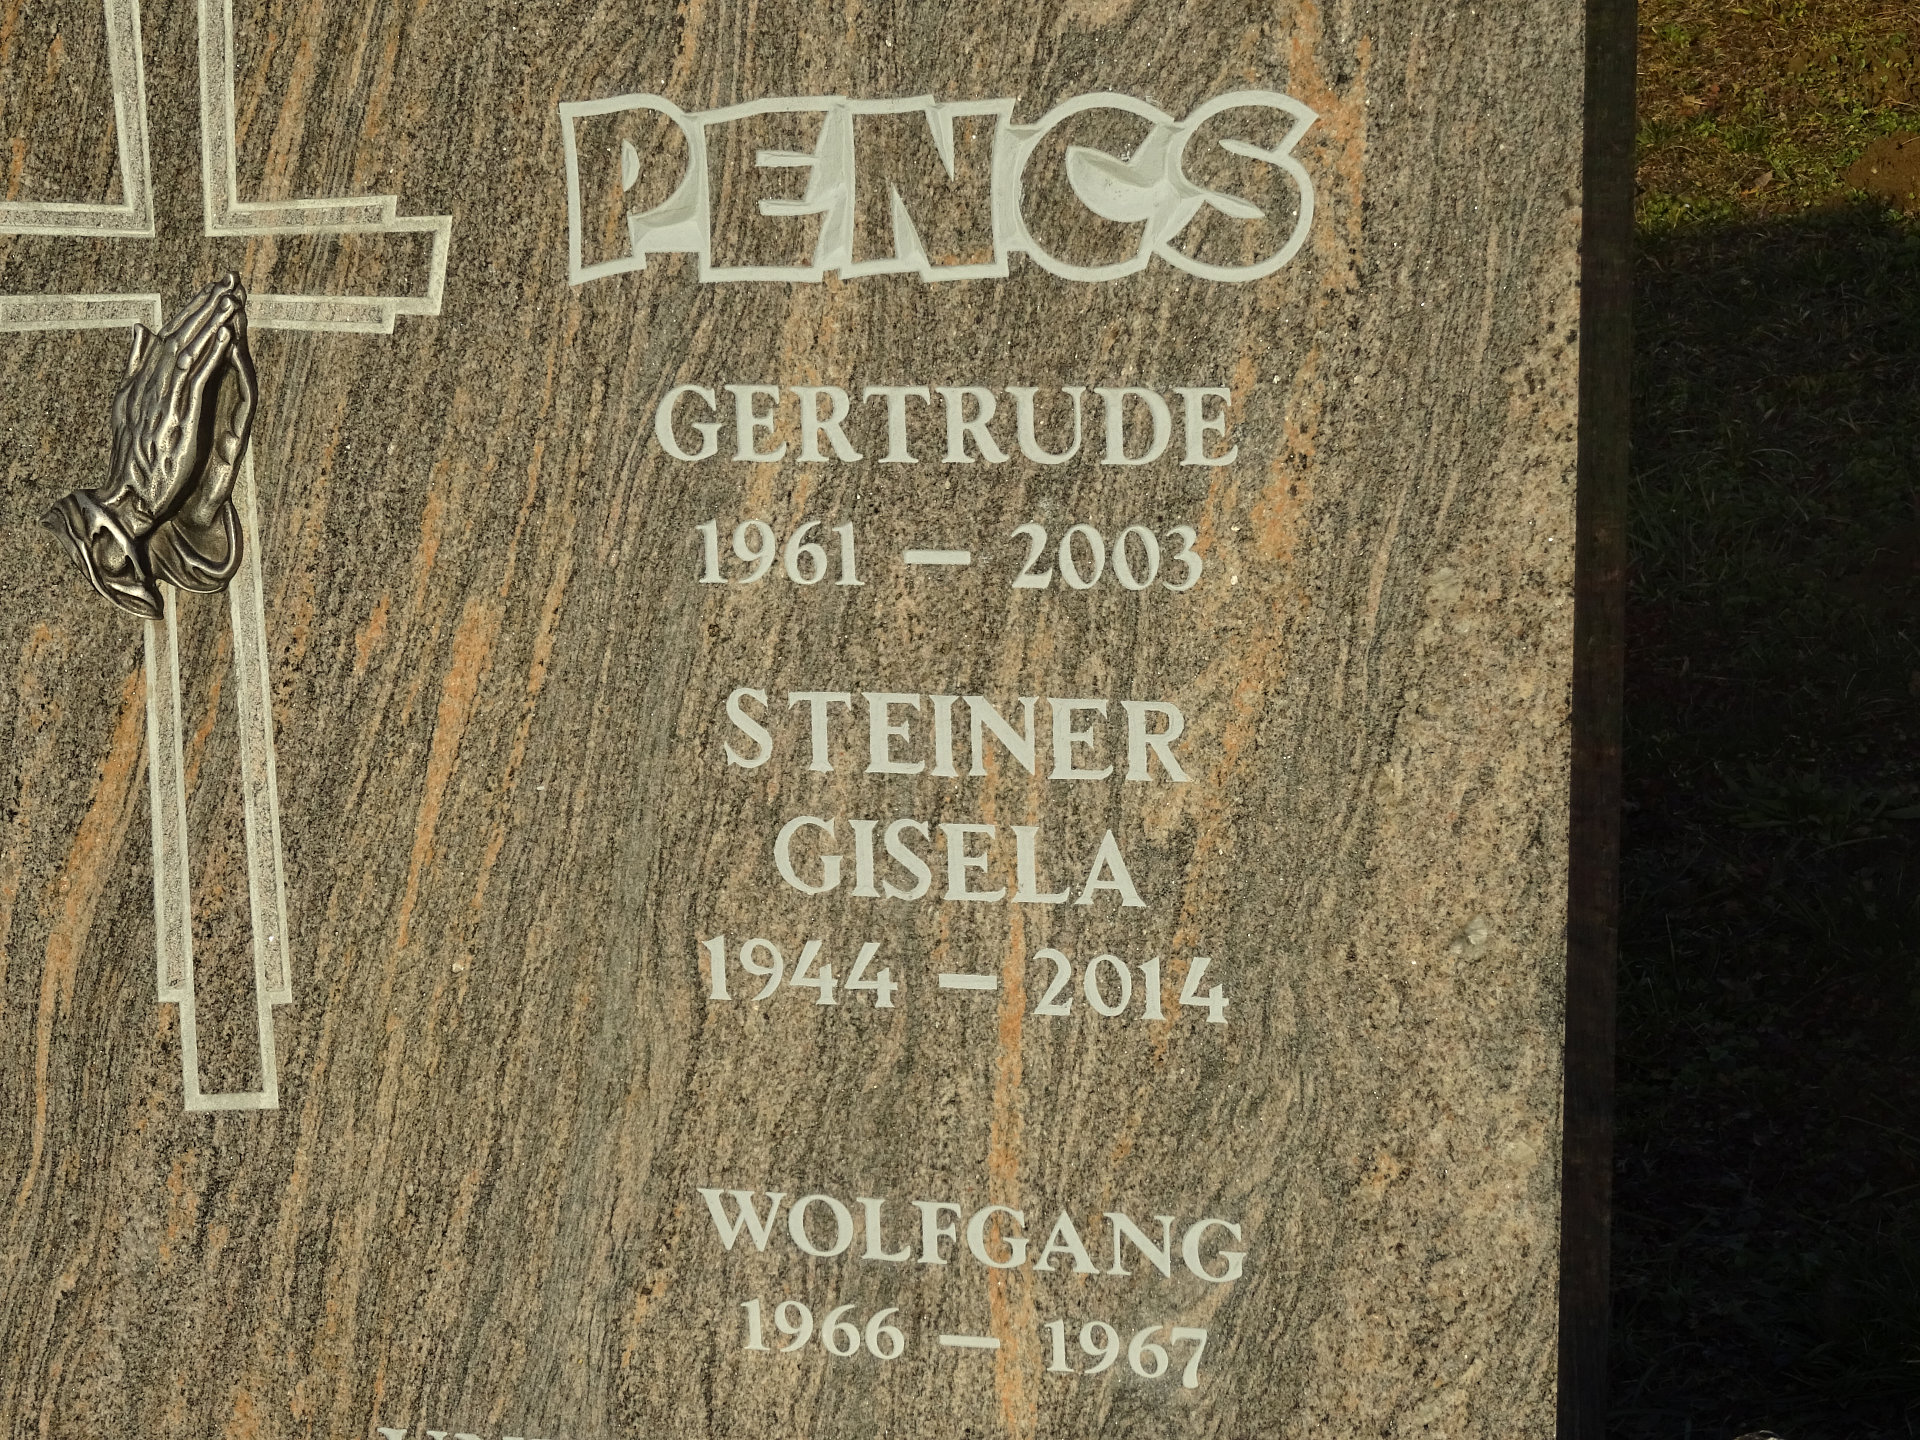 PENCS
GERTRUDE
1961 – 2003
STEINER
GISELA
1944 – 2014
WOLFGANG
1966 – 1967